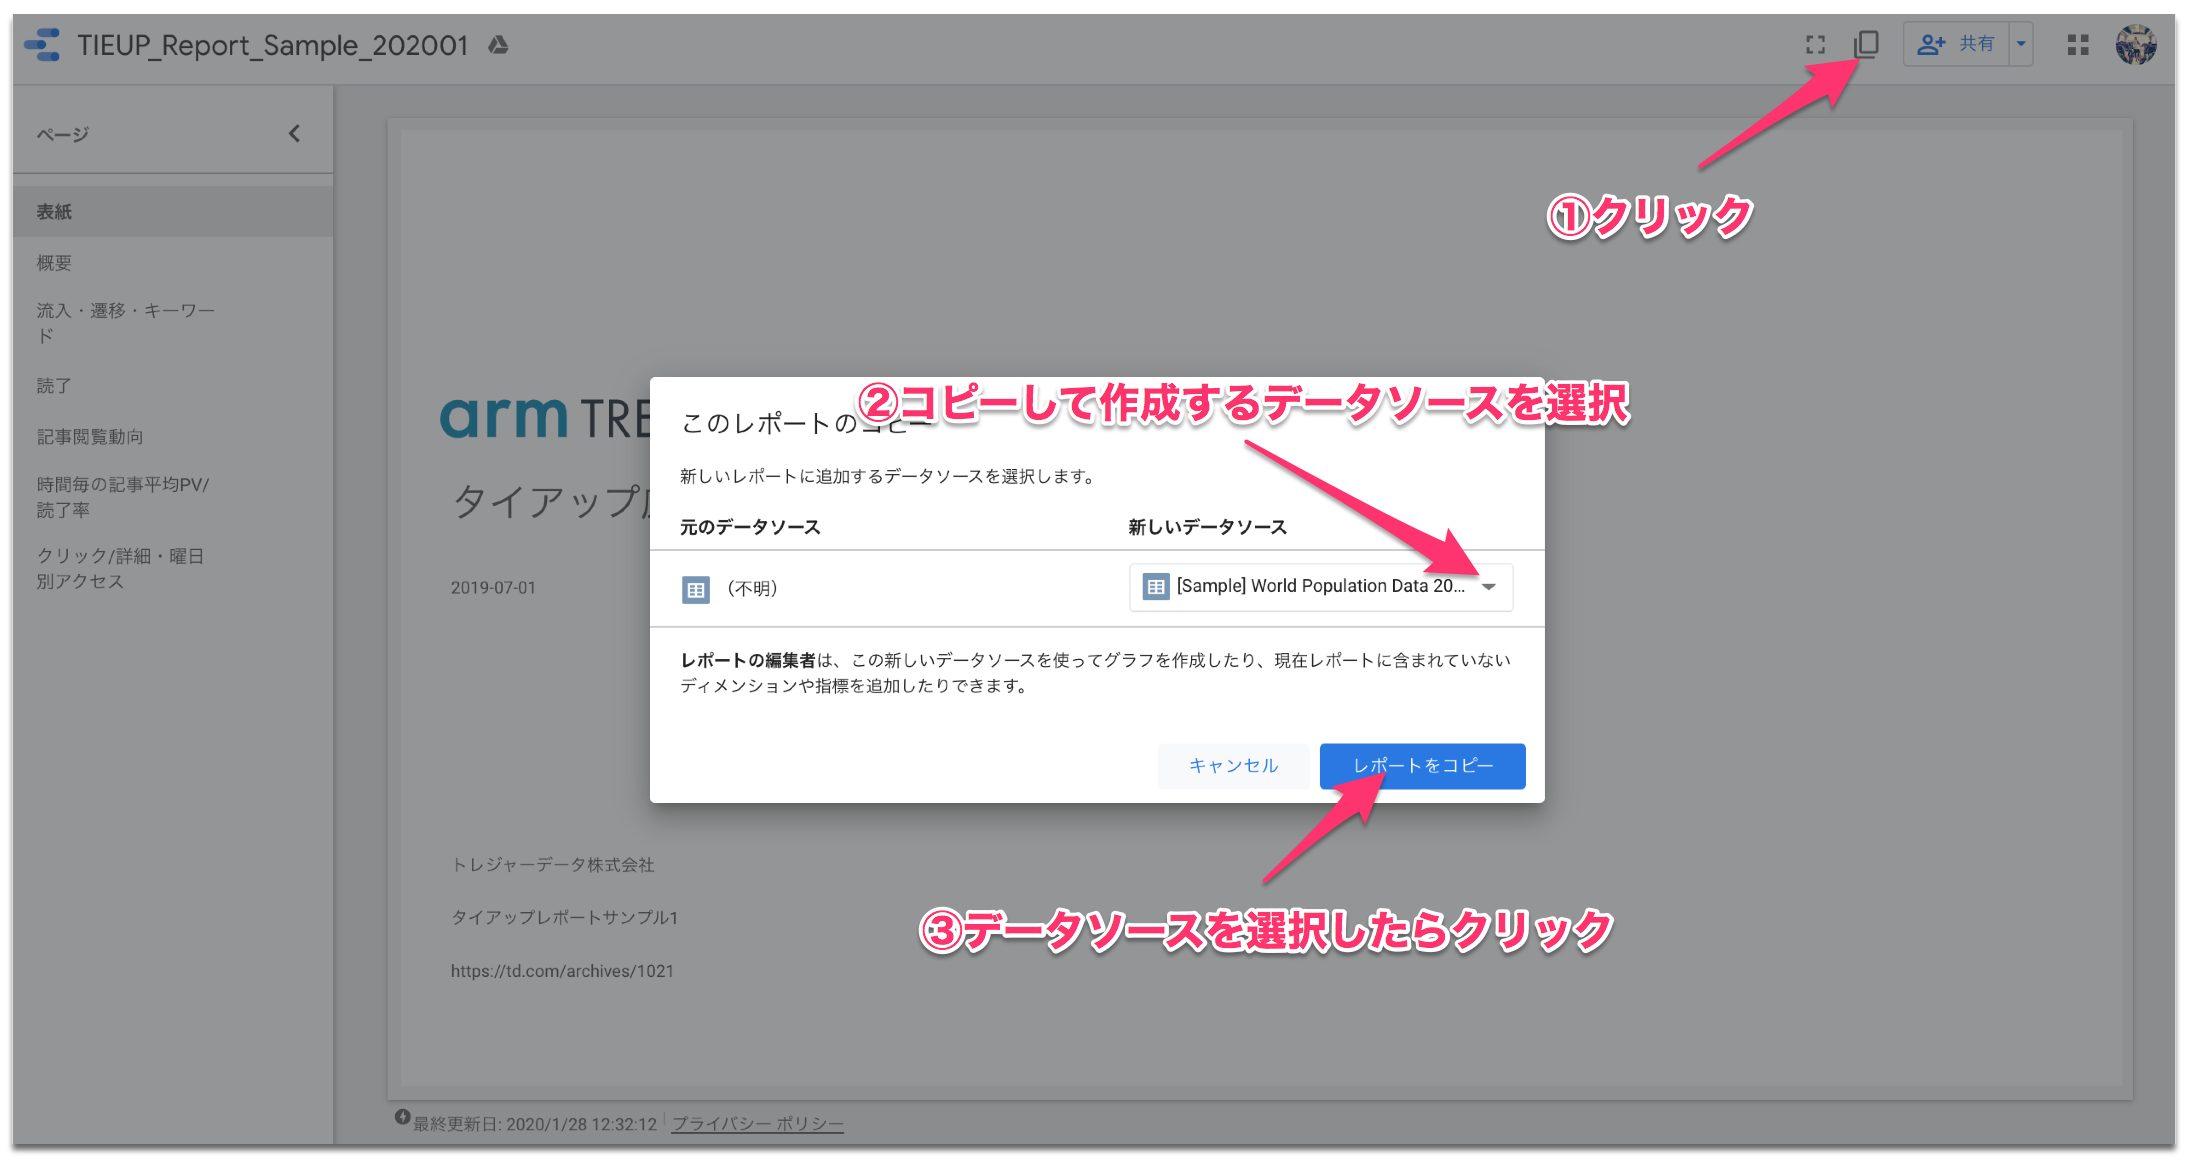 TIEUP_Report_Sample_202001
共有
ページ
①クリック
表紙
概要
流入・遷移・キーワー
ド
読了
記事閲覧動向
時間毎の記事平均PV/
読了率
クリック/詳細・曜日
別アクセス
arm TRE
タイアップ
2019-07-01
②コピーして作成するデータソースを選択
このレポートのコピー
新しいレポートに追加するデータソースを選択します。
元のデータソース
新しいデータソース
（不明）
[Sample] World Population Data 20...
レポートの編集者は、この新しいデータソースを使ってグラフを作成したり、現在レポートに含まれていない
ディメンションや指標を追加したりできます。
キャンセル
レポートをコピー
③データソースを選択したらクリック
トレジャーデータ株式会社
タイアップレポートサンプル1
https://td.com/archives/1021
最終更新日: 2020/1/28 12:32:12
プライバシー ポリシー